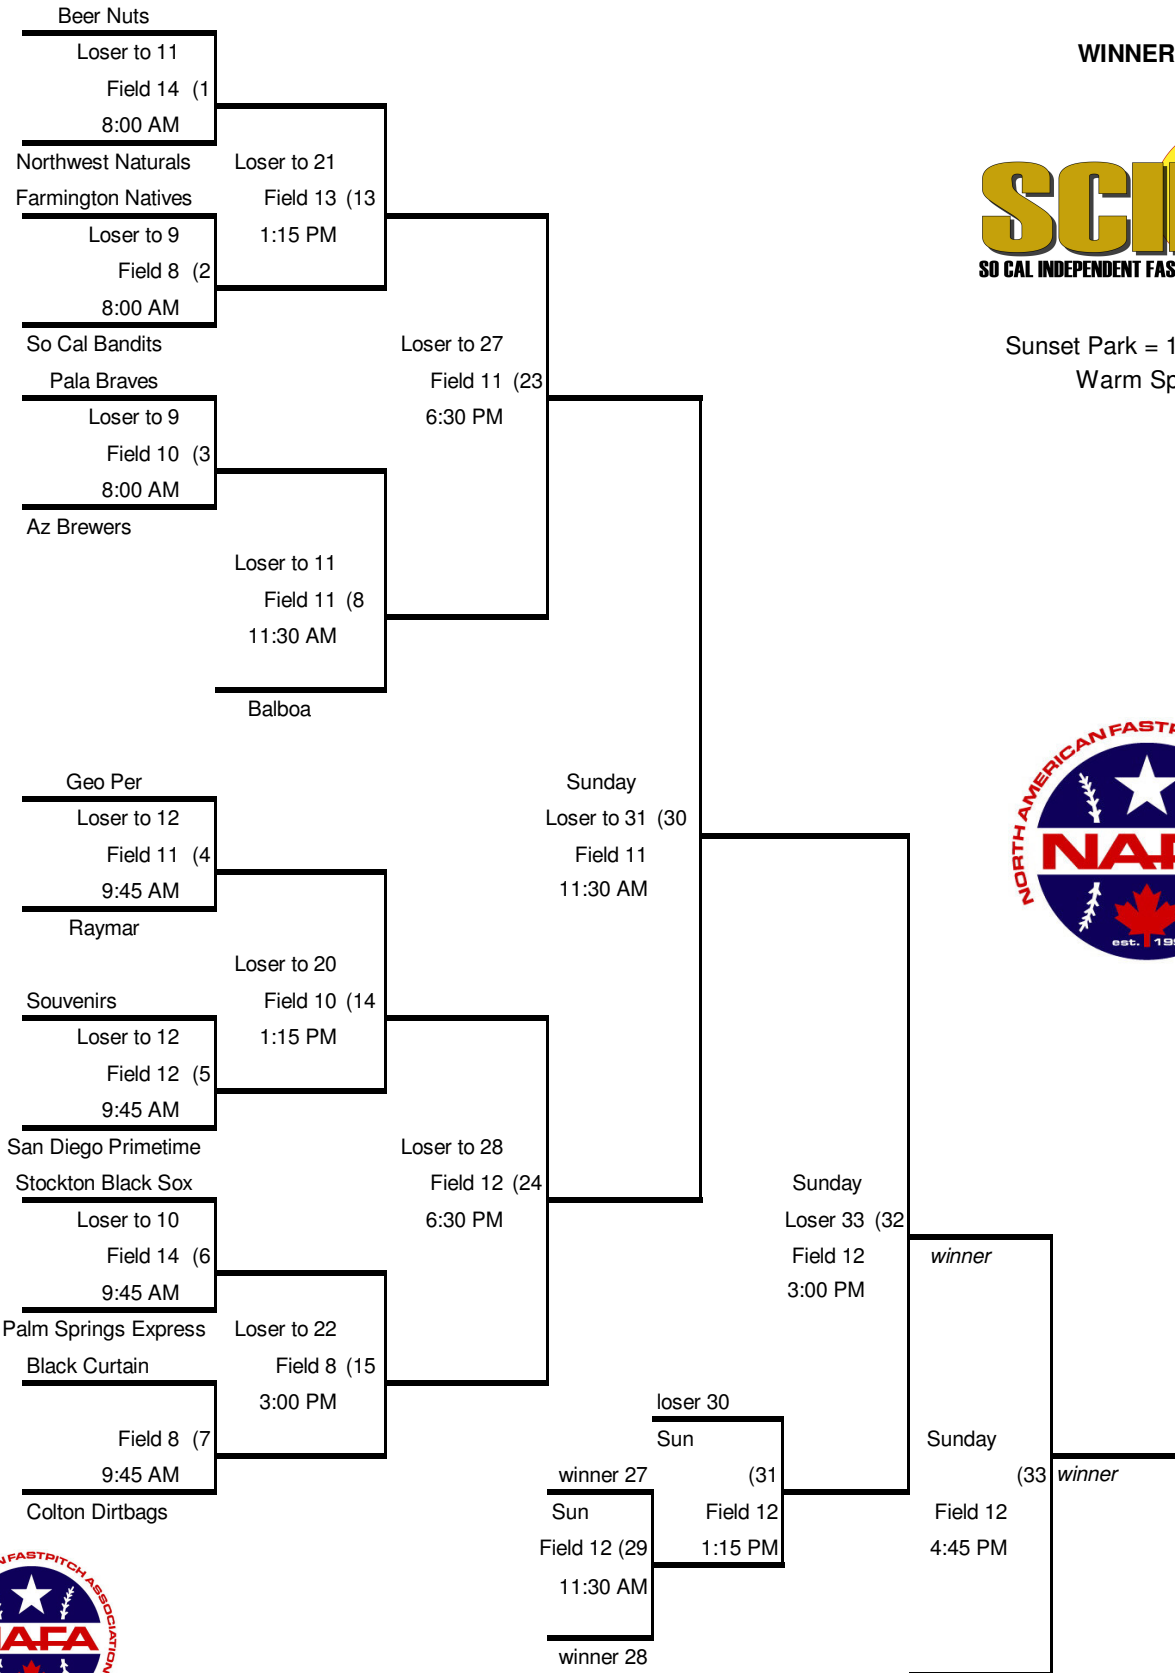 Beer Nuts
Loser to 11
WINNER
Field 14 (1
8:00 AM
Northwest Naturals
Loser to 21
Farmington Natives
Field 13 (13
Loser to 9
1:15 PM
Field 8 (2
SO CAL INDEPENDENT FAS
8:00 AM
So Cal Bandits
Loser to 27
Sunset Park = 1
Pala Braves
Field 11 (23
Warm Sp
Loser to 9
6:30 PM
Field 10 (3
8:00 AM
Az Brewers
Loser to 11
Field 11 (8
11:30 AM
Balboa
NORTH AMERICAN FASTP
Geo Per
Sunday
Loser to 12
Loser to 31 (30
Field 11 (4
Field 11
9:45 AM
11:30 AM
Raymar
est. 19
Loser to 20
Souvenirs
Field 10 (14
Loser to 12
1:15 PM
Field 12 (5
9:45 AM
San Diego Primetime
Loser to 28
Stockton Black Sox
Field 12 (24
Sunday
Loser to 10
6:30 PM
Loser 33 (32
Field 14 (6
Field 12
winner
9:45 AM
3:00 PM
Palm Springs Express
Loser to 22
Black Curtain
Field 8 (15
3:00 PM
loser 30
Field 8 (7
Sun
Sunday
9:45 AM
winner 27
(31
(33 winner
Colton Dirtbags
Sun
Field 12
Field 12
Field 12 (29
1:15 PM
4:45 PM
11:30 AM
winner 28
N FASTPITCH ASSOCIATION
AFA